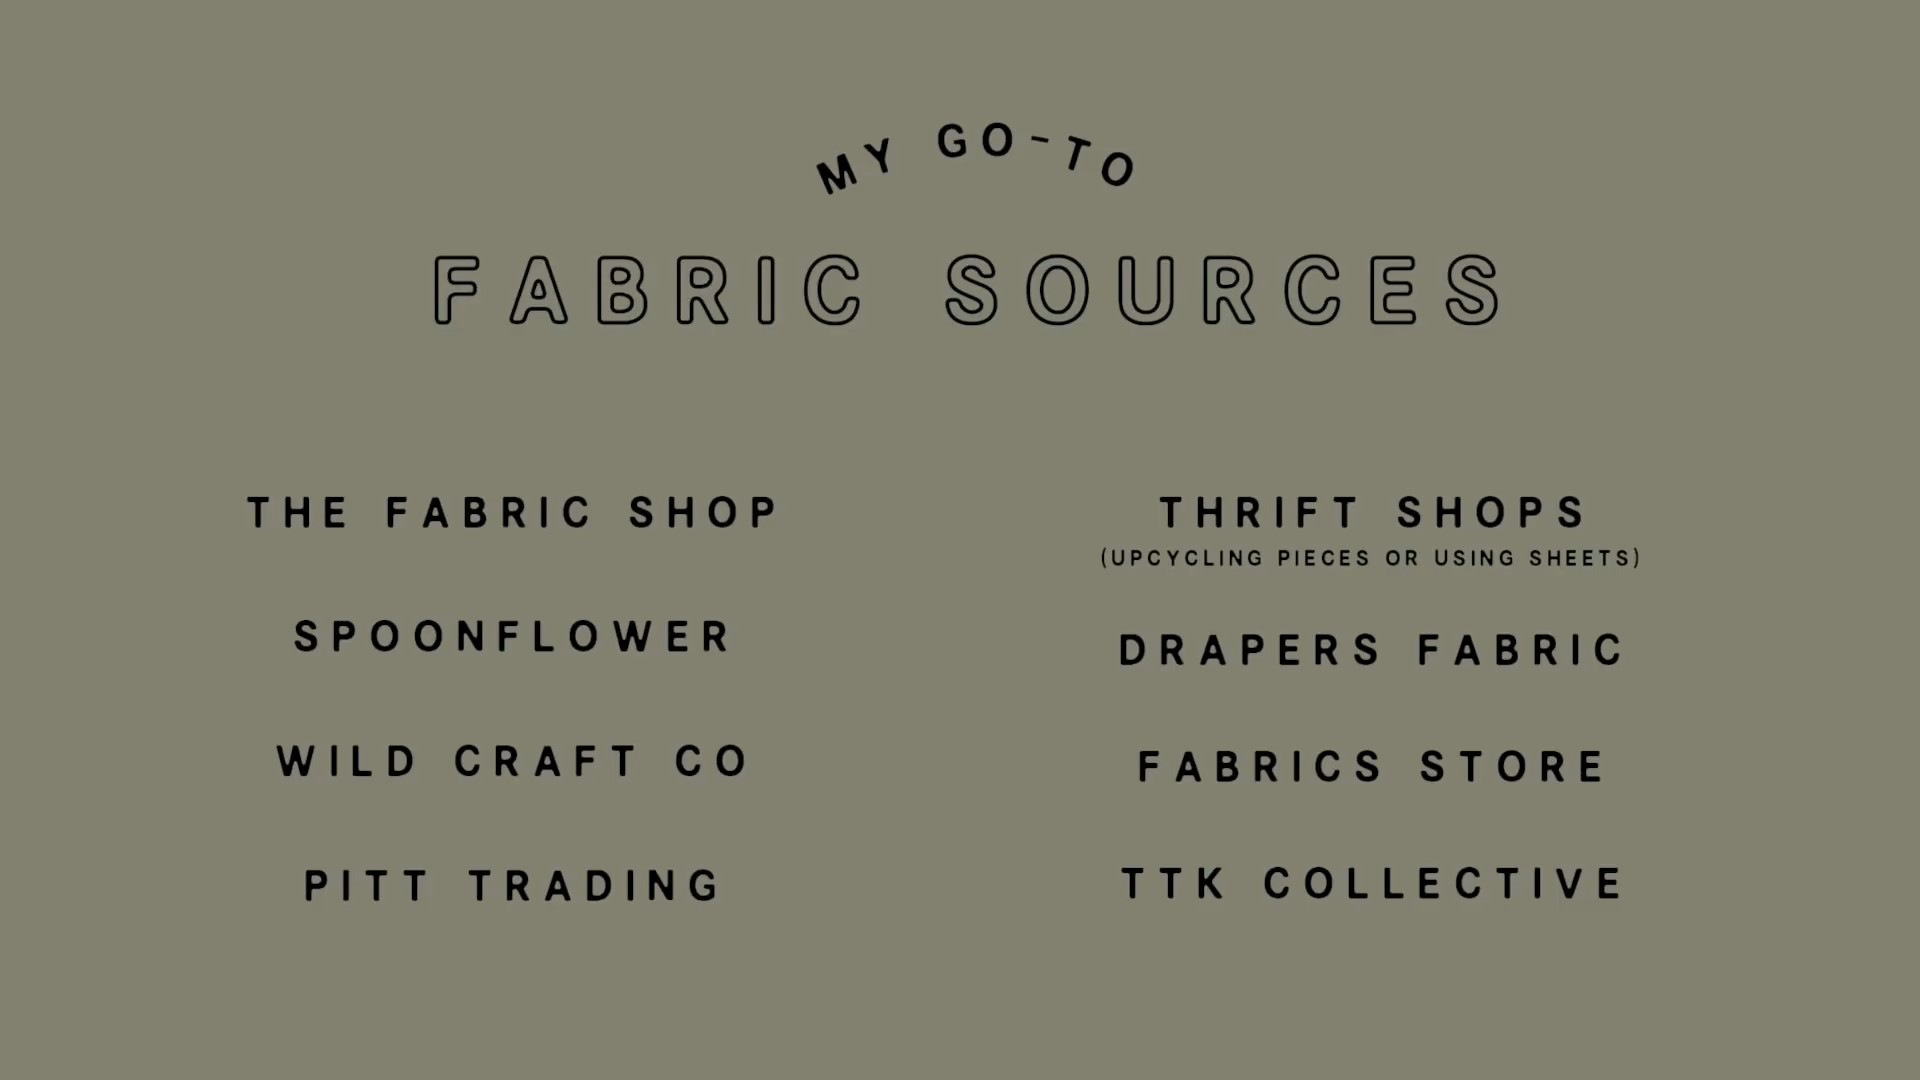 MY GO-TO
FABRIC SOURCES
THE FABRIC SHOP
SPOONFLOWER
WILD CRAFT CO
PITT TRADING
THRIFT SHOPS
(UPCYCLING PIECES OR USING SHEETS)
DRAPERS FABRIC
FABRICS STORE
TTK COLLECTIVE